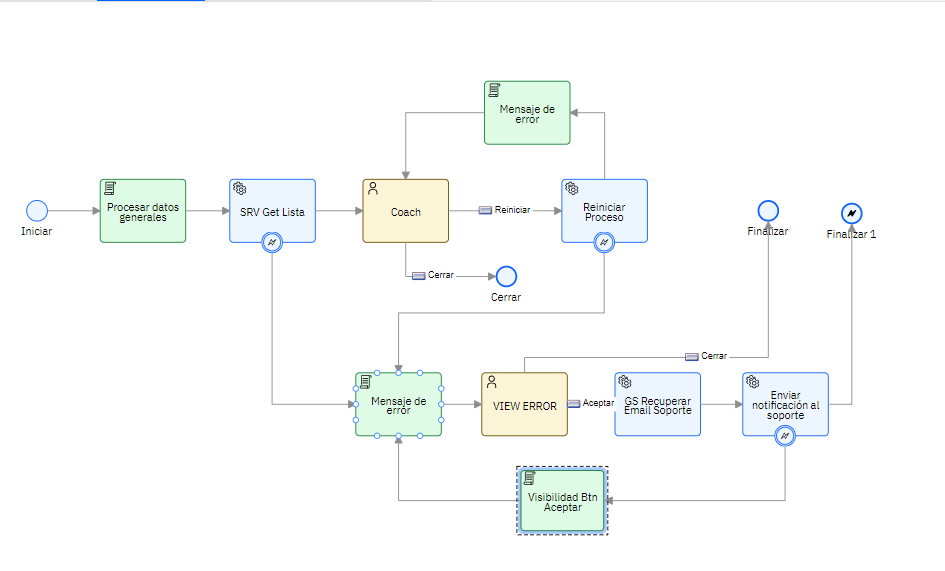 Mensaje de
error
Procesar datos
generales
SRV Get Lista
Coach
Reiniciar
Reiniciar
Proceso
Iniciar
Finalizar
Finalizar 1
Cerrar
Cerrar
Cerrar
Mensaje de
error
VIEW ERROR
Aceptar
GS Recuperar
Email Soporte
Enviar
notificación al
soporte
Visibilidad Btn
Aceptar